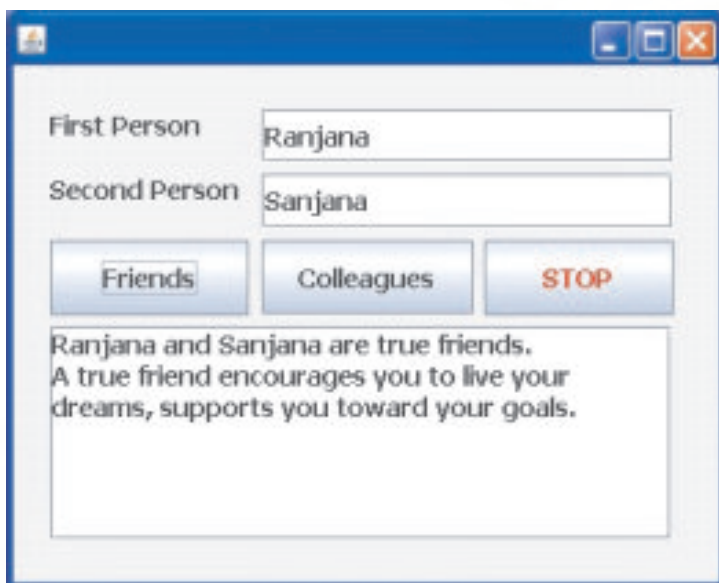 First Person
Ranjana
Second Person
Sanjana
Friends
Colleagues
STOP
Ranjana and Sanjana are true friends.
A true friend encourages you to live your
dreams, supports you toward your goals.